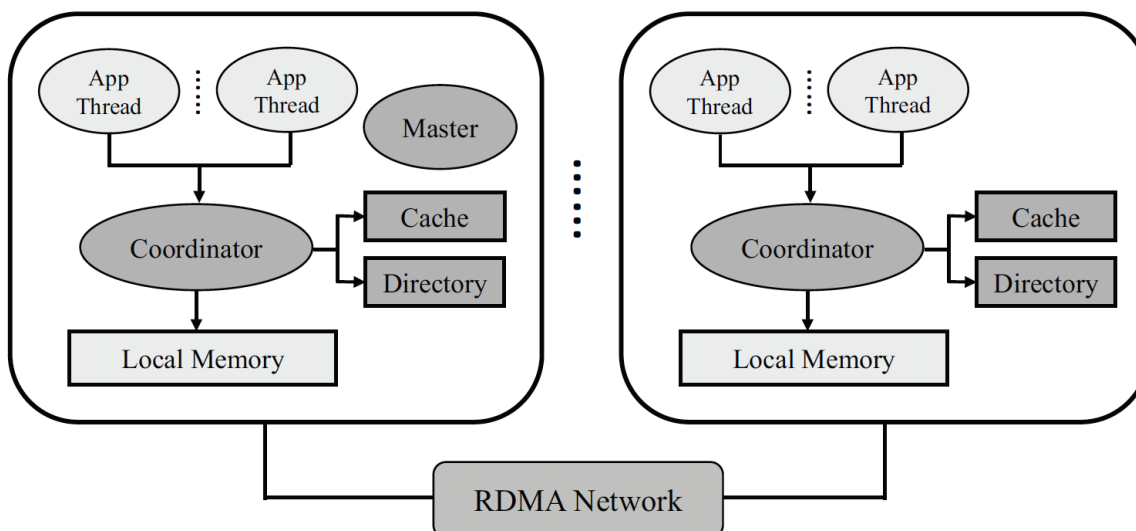 App
Thread
App
Thread
Master
Coordinator
Cache
Directory
Local Memory
App
Thread
App
Thread
Coordinator
Cache
Directory
Local Memory
RDMA Network